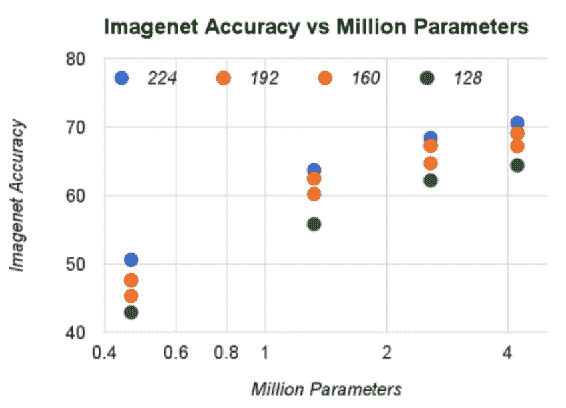 Imagenet Accuracy vs Million Parameters
80
224 192 160 128
70
60
50
40
0.4 0.6 0.8 1 2 4
Imagenet Accuracy
Million Parameters